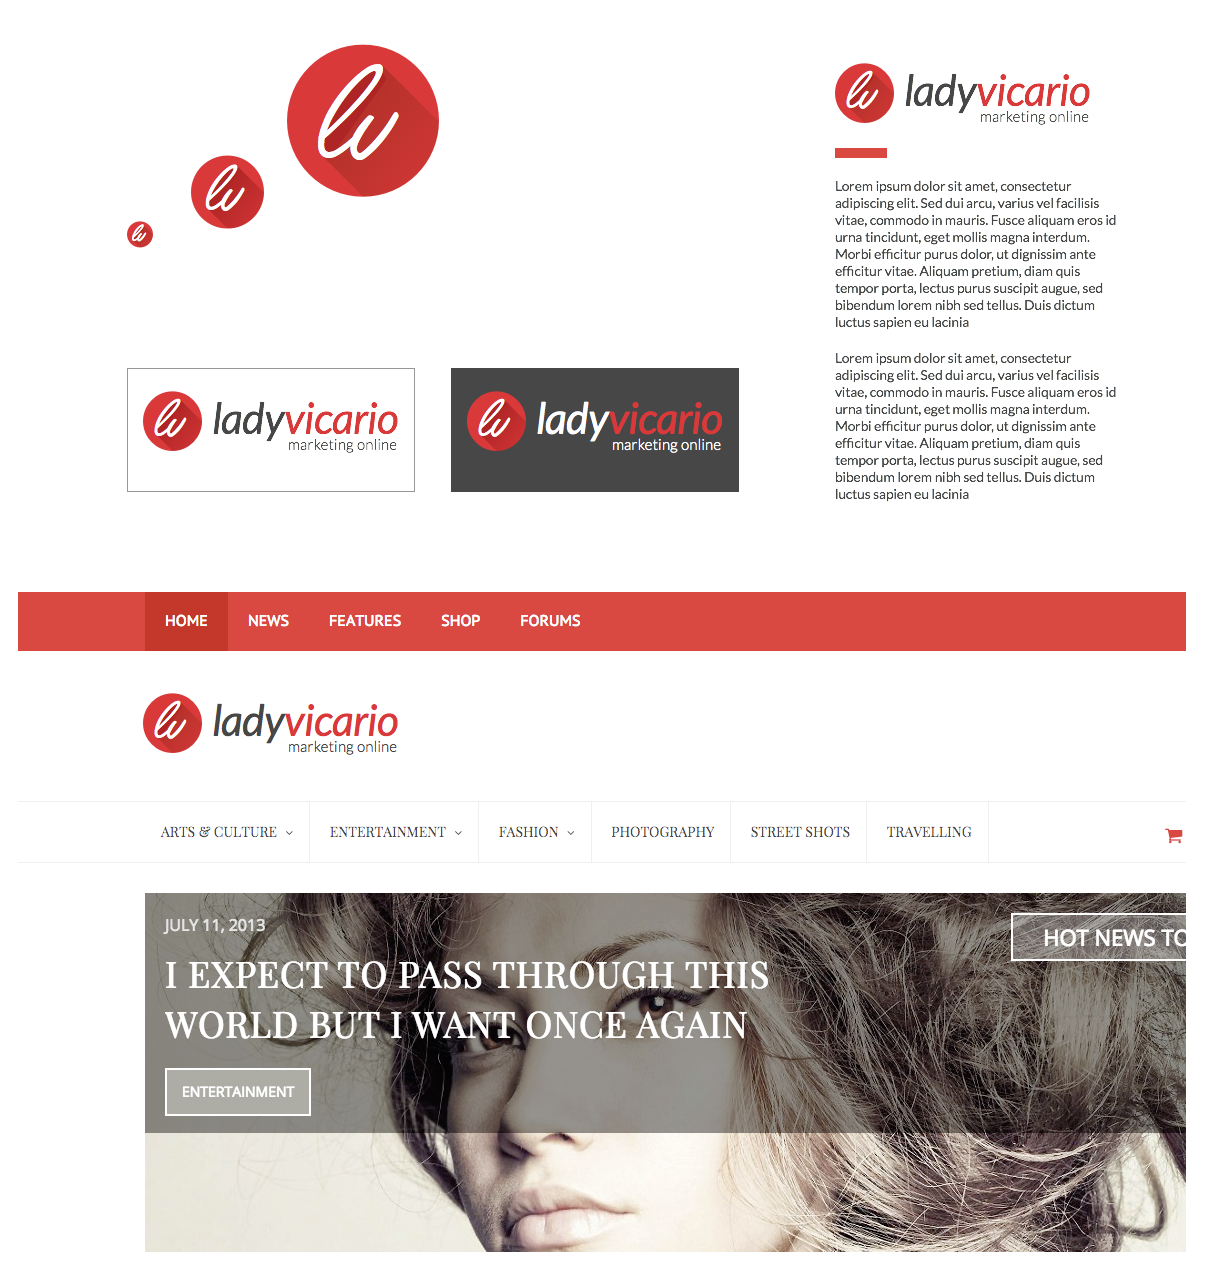 lv
lv
lv
lv ladyvicario
marketing online
Lorem ipsum dolor sit amet, consectetur
adipiscing elit. Sed dui arcu, varius vel facilisis
vitae, commodo in mauris. Fusce aliquam eros id
urna tincidunt, eget mollis magna interdum.
Morbi efficitur purus dolor, ut dignissim ante
efficitur vitae. Aliquam pretium, diam quis
tempor porta, lectus purus suscipit augue, sed
bibendum lorem nibh sed tellus. Duis dictum
luctus sapien eu lacinia
Lorem ipsum dolor sit amet, consectetur
adipiscing elit. Sed dui arcu, varius vel facilisis
vitae, commodo in mauris. Fusce aliquam eros id
urna tincidunt, eget mollis magna interdum.
Morbi efficitur purus dolor, ut dignissim ante
efficitur vitae. Aliquam pretium, diam quis
tempor porta, lectus purus suscipit augue, sed
bibendum lorem nibh sed tellus. Duis dictum
luctus sapien eu lacinia
lv ladyvicario
marketing online
lv ladyvicario
marketing online
HOME NEWS FEATURES SHOP FORUMS
lv ladyvicario
marketing online
ARTS & CULTURE ENTERTAINMENT FASHION PHOTOGRAPHY STREET SHOTS TRAVELLING
JULY 11, 2013
HOT NEWS TO
I EXPECT TO PASS THROUGH THIS
WORLD BUT I WANT ONCE AGAIN
ENTERTAINMENT